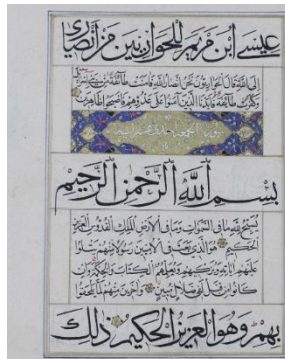 عيسى ابن مريم للحواريين من أنصاري
إلى الله قال الحواريون نحن أنصار الله فآمنت طائفة من بني إسرائيل
وكفرت طائفة فأيدنا الذين آمنوا على عدوهم فأصبحوا ظاهرين
سورة الجمعة
بسم الله الرحمن الرحيم
يسبح لله ما في السموات وما في الأرض الملك القدوس العزيز
الحكيم هو الذي بعث في الأميين رسولا منهم يتلوا
عليهم آياته ويزكيهم ويعلمهم الكتاب والحكمة وإن
كانوا من قبل لفي ضلال مبين وآخرين منهم لما يلحقوا
بهم وهو العزيز الحكيم ذلك